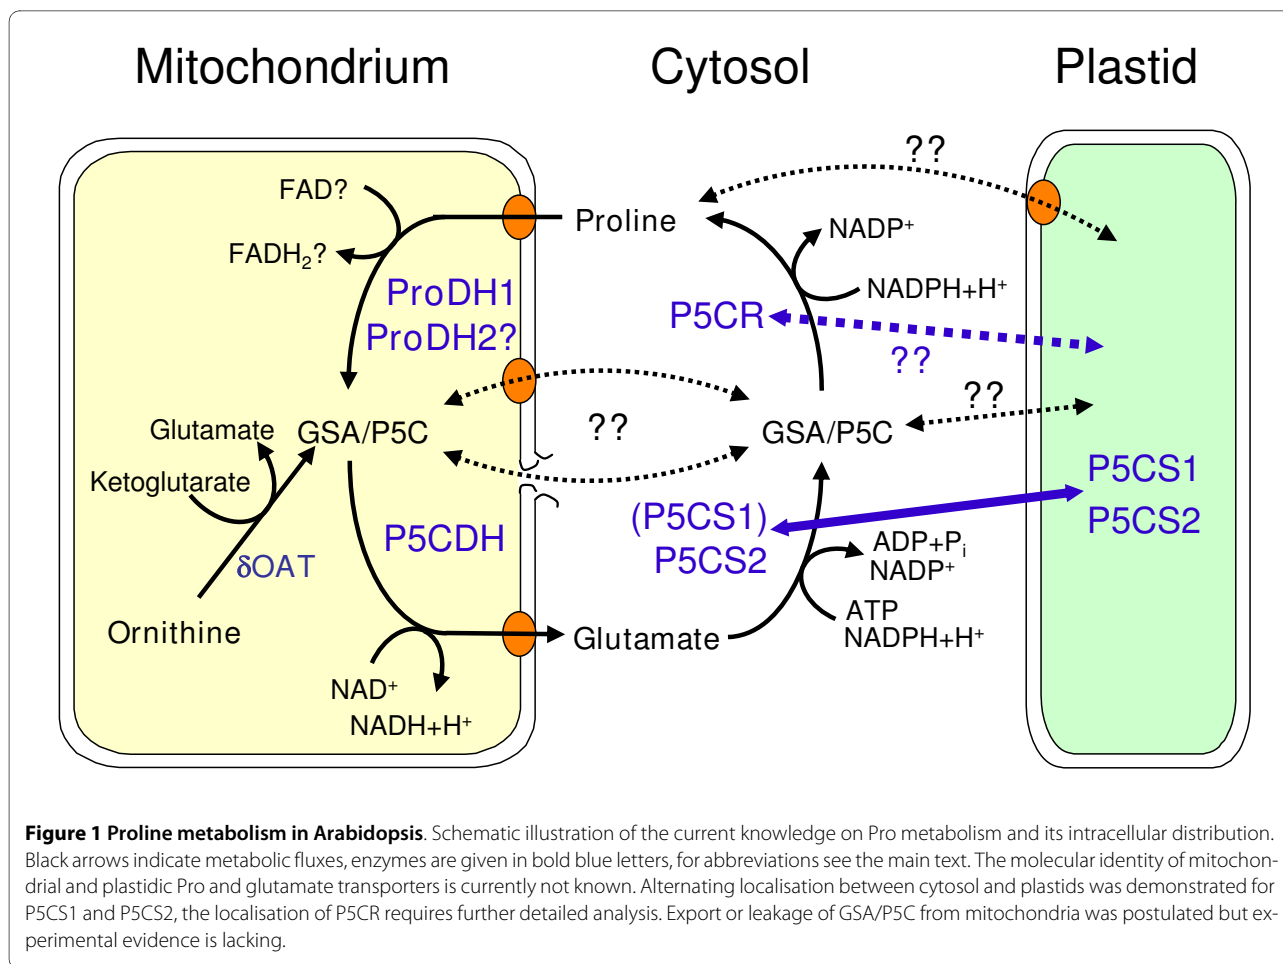 Mitochondrium
Cytosol
Plastid
??
FAD?
FADH₂?
Proline
NADP⁺
NADPH+H⁺
ProDH1
ProDH2?
P5CR
??
??
??
Glutamate
GSA/P5C
GSA/P5C
Ketoglutarate
P5CS1
P5CS2
(P5CS1)
P5CS2
P5CDH
δOAT
ADP+Pᵢ
NADP⁺
ATP
NADPH+H⁺
Ornithine
Glutamate
NAD⁺
NADH+H⁺
Figure 1 Proline metabolism in Arabidopsis. Schematic illustration of the current knowledge on Pro metabolism and its intracellular distribution.
Black arrows indicate metabolic fluxes, enzymes are given in bold blue letters, for abbreviations see the main text. The molecular identity of mitochon-
drial and plastidic Pro and glutamate transporters is currently not known. Alternating localisation between cytosol and plastids was demonstrated for
P5CS1 and P5CS2, the localisation of P5CR requires further detailed analysis. Export or leakage of GSA/P5C from mitochondria was postulated but ex-
perimental evidence is lacking.